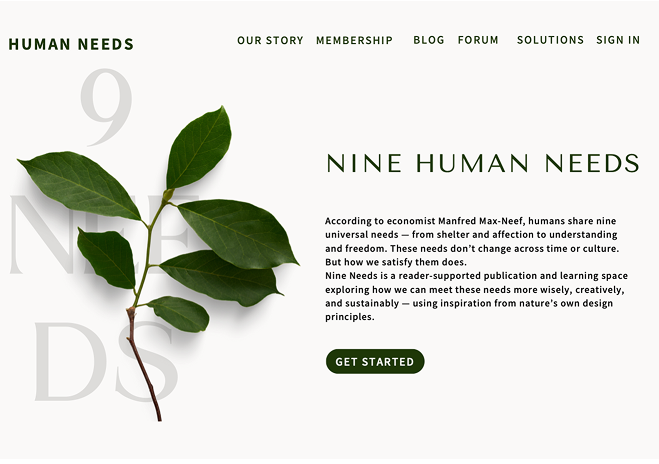 HUMAN NEEDS
OUR STORY MEMBERSHIP BLOG FORUM SOLUTIONS SIGN IN
9
NEE
DS
NINE HUMAN NEEDS
According to economist Manfred Max-Neef, humans share nine
universal needs — from shelter and affection to understanding
and freedom. These needs don't change across time or culture.
But how we satisfy them does.
Nine Needs is a reader-supported publication and learning space
exploring how we can meet these needs more wisely, creatively,
and sustainably — using inspiration from nature's own design
principles.
GET STARTED